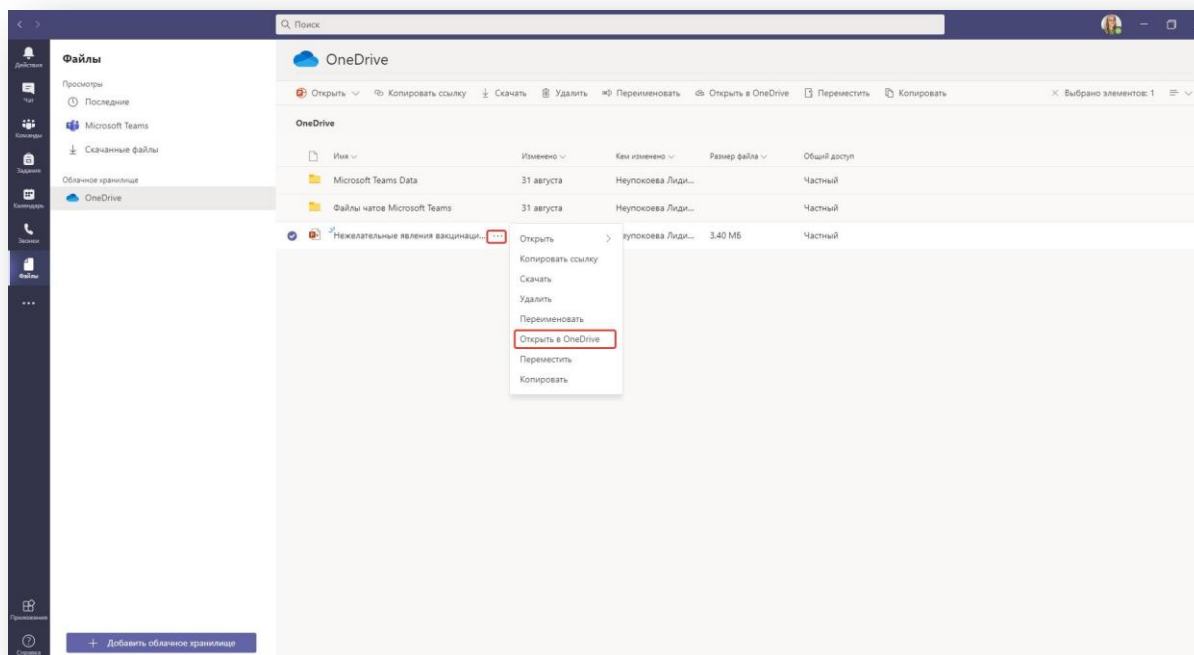 Поиск
Действия
Чат
Команды
Задания
Календарь
Звонки
Файлы
Приложения
Справка
Файлы
Просмотры
Последние
Microsoft Teams
Скачанные файлы
Облачное хранилище
OneDrive
+ Добавить облачное хранилище
OneDrive
Открыть Копировать ссылку Скачать Удалить Переименовать Открыть в OneDrive Переместить Копировать Выбрано элементов: 1
OneDrive
Имя Изменено Кем изменено Размер файла Общий доступ
Microsoft Teams Data 31 августа Неупокоева Лиди... Частный
Файлы чатов Microsoft Teams 31 августа Неупокоева Лиди... Частный
Нежелательные явления вакцинаци... ... еупокоева Лиди... 3.40 МБ Частный
Открыть
Копировать ссылку
Скачать
Удалить
Переименовать
Открыть в OneDrive
Переместить
Копировать